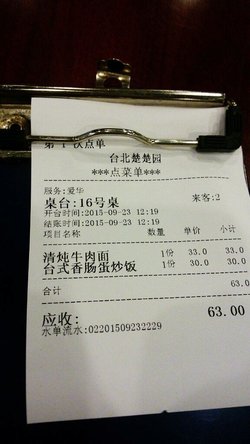 第1次点单
台北楚楚园
***点菜单***
服务:爱华
桌台:16号桌 来客:2
开台时间:2015-09-23 12:19
结账时间:2015-09-23 12:19
项目名称 数量 单价 小计
清炖牛肉面 1份 33.0 33.0
台式香肠蛋炒饭 1份 30.0 30.0
合计 63.0
应收: 63.00
水单流水:02201509232229